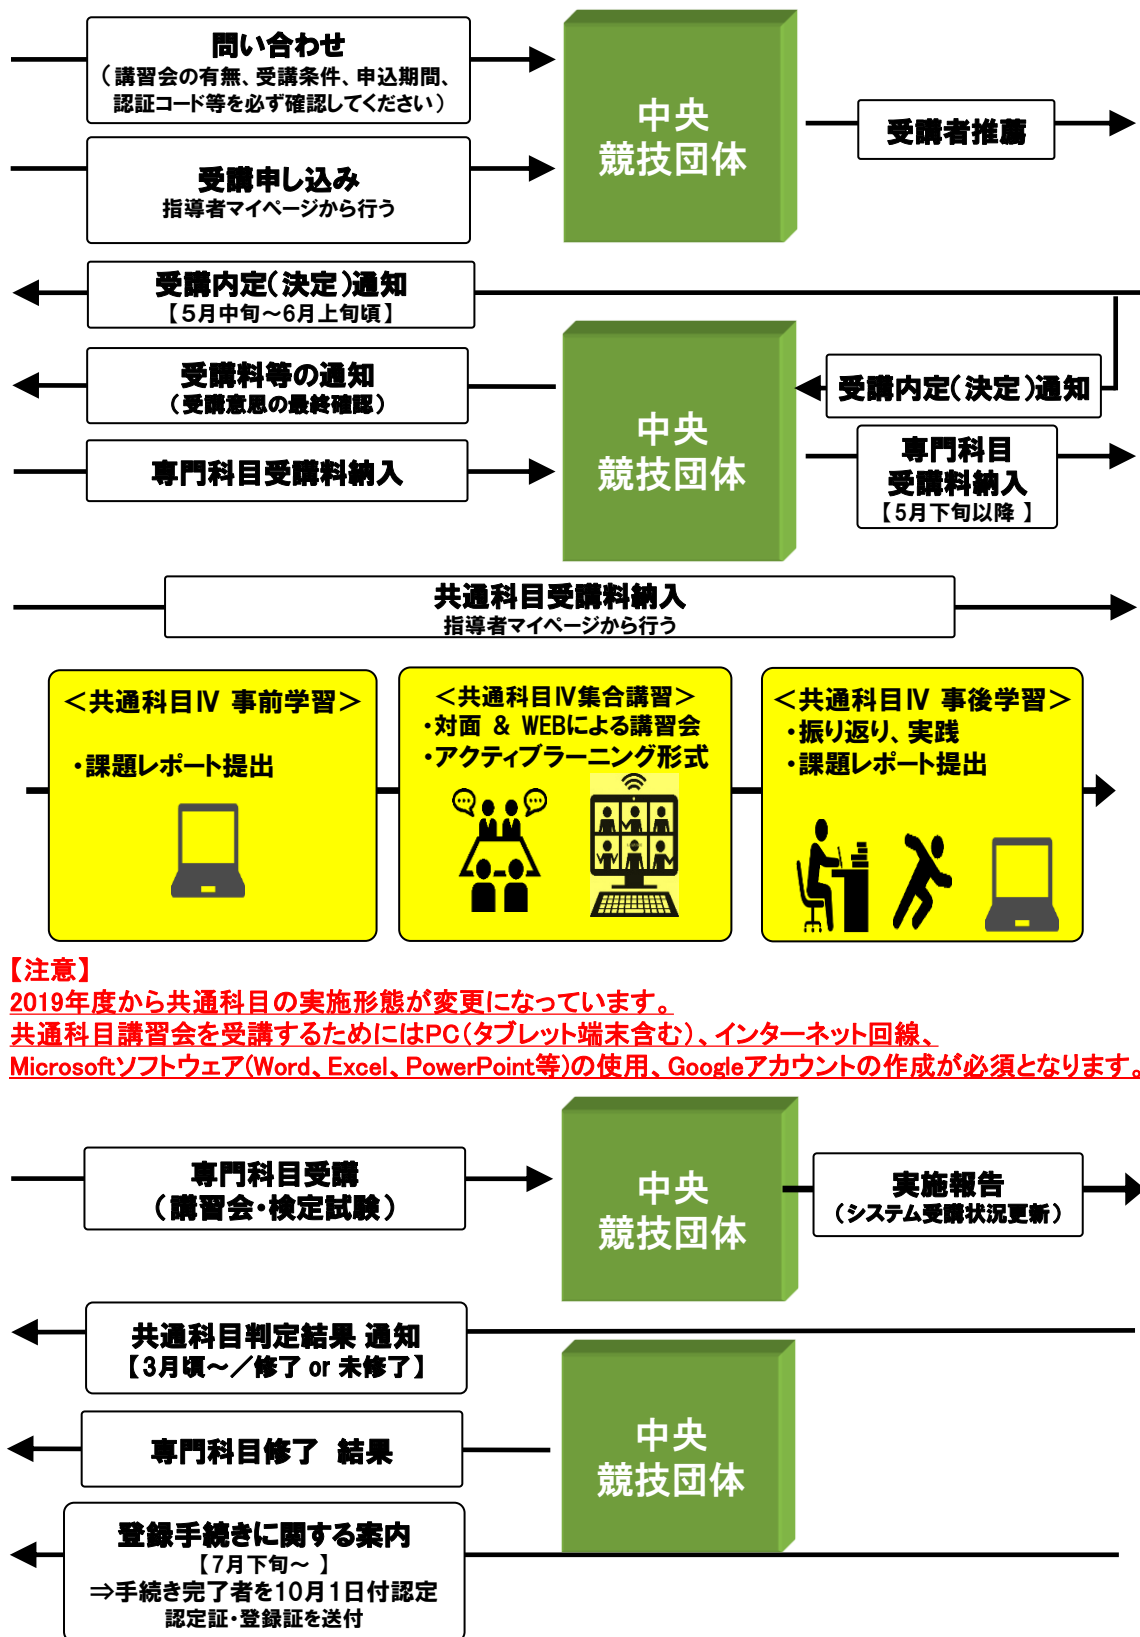 問い合わせ
（講習会の有無、受講条件、申込期間、
認証コード等を必ず確認してください）
中央
競技団体
受講者推薦
受講申し込み
指導者マイページから行う
受講内定（決定）通知
【5月中旬～6月上旬頃】
受講料等の通知
（受講意思の最終確認）
中央
競技団体
受講内定（決定）通知
専門科目受講料納入
専門科目
受講料納入
【5月下旬以降 】
共通科目受講料納入
指導者マイページから行う
＜共通科目Ⅳ 事前学習＞
・課題レポート提出
＜共通科目Ⅳ集合講習＞
・対面 ＆ WEBによる講習会
・アクティブラーニング形式
＜共通科目Ⅳ 事後学習＞
・振り返り、実践
・課題レポート提出
【注意】
2019年度から共通科目の実施形態が変更になっています。
共通科目講習会を受講するためにはPC（タブレット端末含む）、インターネット回線、
Microsoftソフトウェア(Word、Excel、PowerPoint等)の使用、Googleアカウントの作成が必須となります。
専門科目受講
（講習会・検定試験）
中央
競技団体
実施報告
（システム受講状況更新）
共通科目判定結果 通知
【3月頃～／修了 or 未修了】
中央
競技団体
専門科目修了 結果
登録手続きに関する案内
【7月下旬～ 】
⇒手続き完了者を10月1日付認定
認定証・登録証を送付